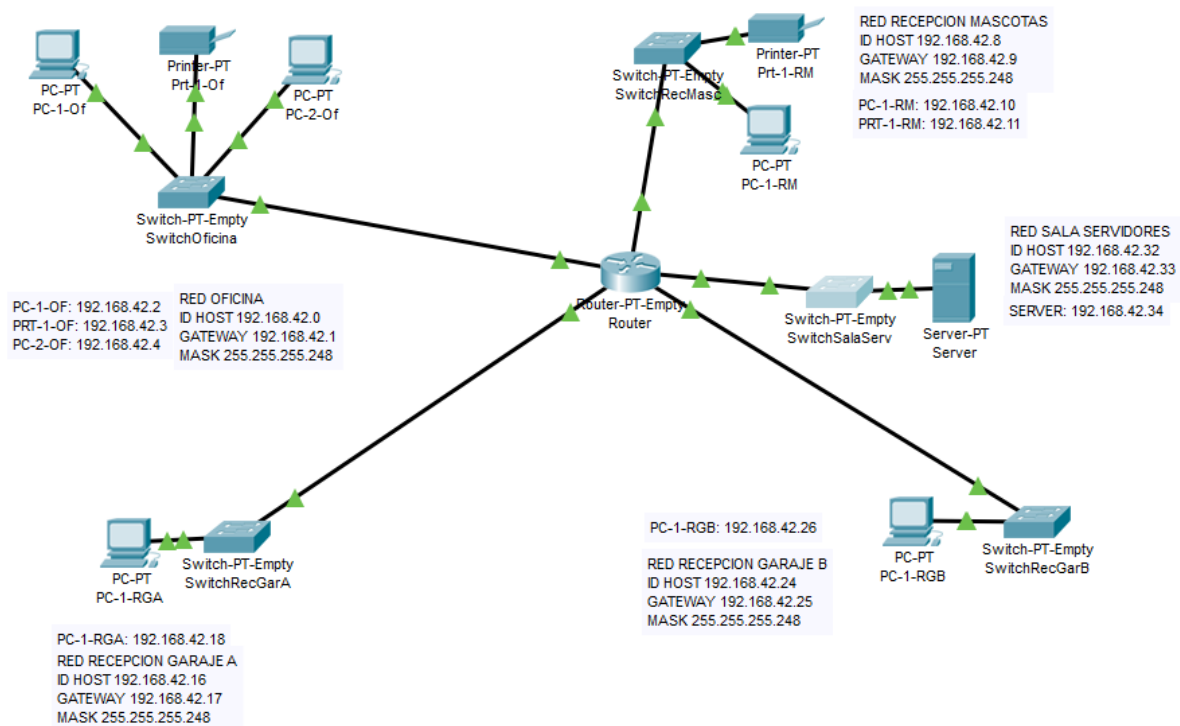 PC-PT
PC-1-Of
Printer-PT
Prt-1-Of
PC-PT
PC-2-Of
Switch-PT-Empty
SwitchOficina
PC-1-OF: 192.168.42.2
PRT-1-OF: 192.168.42.3
PC-2-OF: 192.168.42.4
RED OFICINA
ID HOST 192.168.42.0
GATEWAY 192.168.42.1
MASK 255.255.255.248
Switch-PT-Empty
SwitchRecMasc
Printer-PT
Prt-1-RM
PC-PT
PC-1-RM
RED RECEPCION MASCOTAS
ID HOST 192.168.42.8
GATEWAY 192.168.42.9
MASK 255.255.255.248
PC-1-RM: 192.168.42.10
PRT-1-RM: 192.168.42.11
Router-PT-Empty
Router
Switch-PT-Empty
SwitchSalaServ
Server-PT
Server
RED SALA SERVIDORES
ID HOST 192.168.42.32
GATEWAY 192.168.42.33
MASK 255.255.255.248
SERVER: 192.168.42.34
PC-PT
PC-1-RGA
Switch-PT-Empty
SwitchRecGarA
PC-1-RGA: 192.168.42.18
RED RECEPCION GARAJE A
ID HOST 192.168.42.16
GATEWAY 192.168.42.17
MASK 255.255.255.248
PC-1-RGB: 192.168.42.26
RED RECEPCION GARAJE B
ID HOST 192.168.42.24
GATEWAY 192.168.42.25
MASK 255.255.255.248
PC-PT
PC-1-RGB
Switch-PT-Empty
SwitchRecGarB